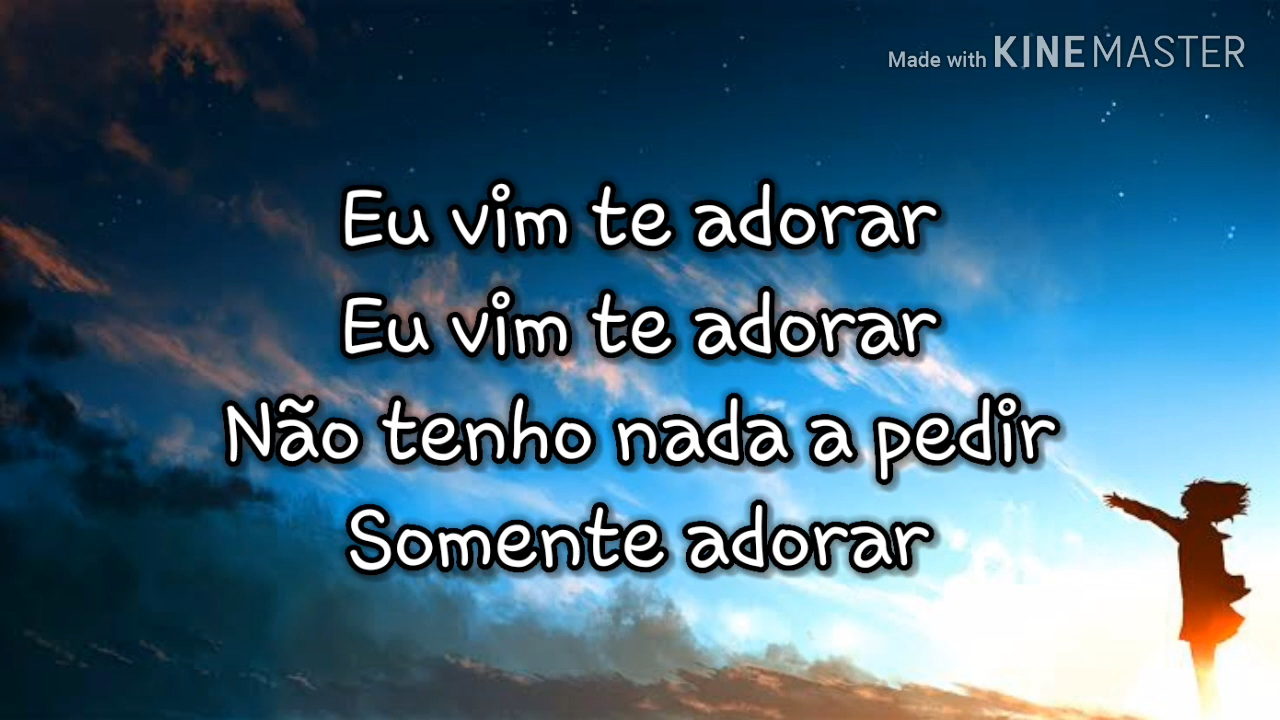 Made with KINEMASTER
Eu vim te adorar
Eu vim te adorar
Não tenho nada a pedir
Somente adorar